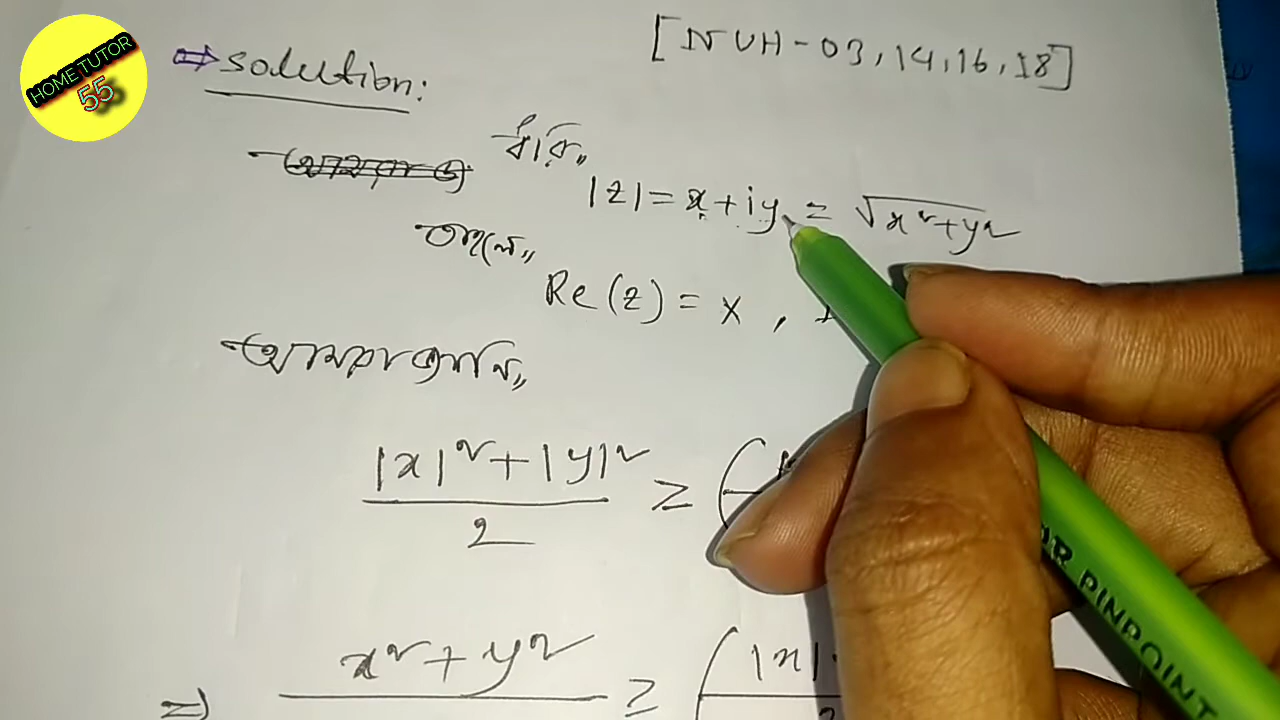 HOME TUTOR
55
⇒ Solution:
[NUH-03, 14, 16, 18]
ধরি,,
|z| = x + iy = √x² + y²
তাহলে,,
Re(z) = x ,
আমরা জানি,,
|x|² + |y|² / 2 ≥ (
⇒ x² + y² ≥ ( |x|